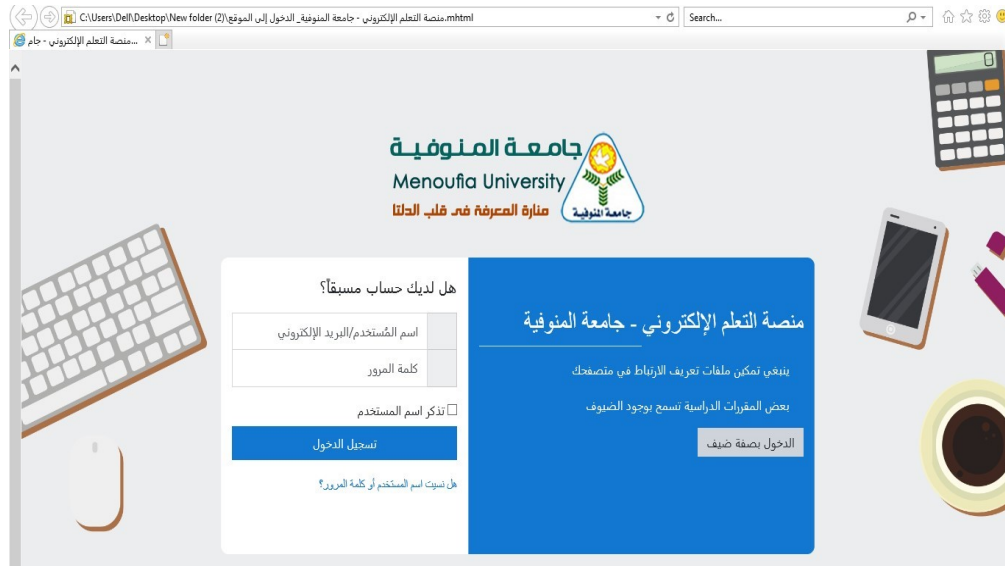 C:\Users\Dell\Desktop\New folder (2)\منصة التعلم الإلكتروني - جامعة المنوفية_ الدخول إلى الموقع.mhtml
Search...
منصة التعلم الإلكتروني - جام...
جامعة المنوفية
Menoufia University
منارة المعرفة فى قلب الدلتا
جامعة المنوفية
منصة التعلم الإلكتروني - جامعة المنوفية
ينبغي تمكين ملفات تعريف الارتباط في متصفحك
بعض المقررات الدراسية تسمح بوجود الضيوف
الدخول بصفة ضيف
هل لديك حساب مسبقاً؟
اسم المُستخدم/البريد الإلكتروني
كلمة المرور
تذكر اسم المستخدم
تسجيل الدخول
هل نسيت اسم المستخدم أو كلمة المرور؟